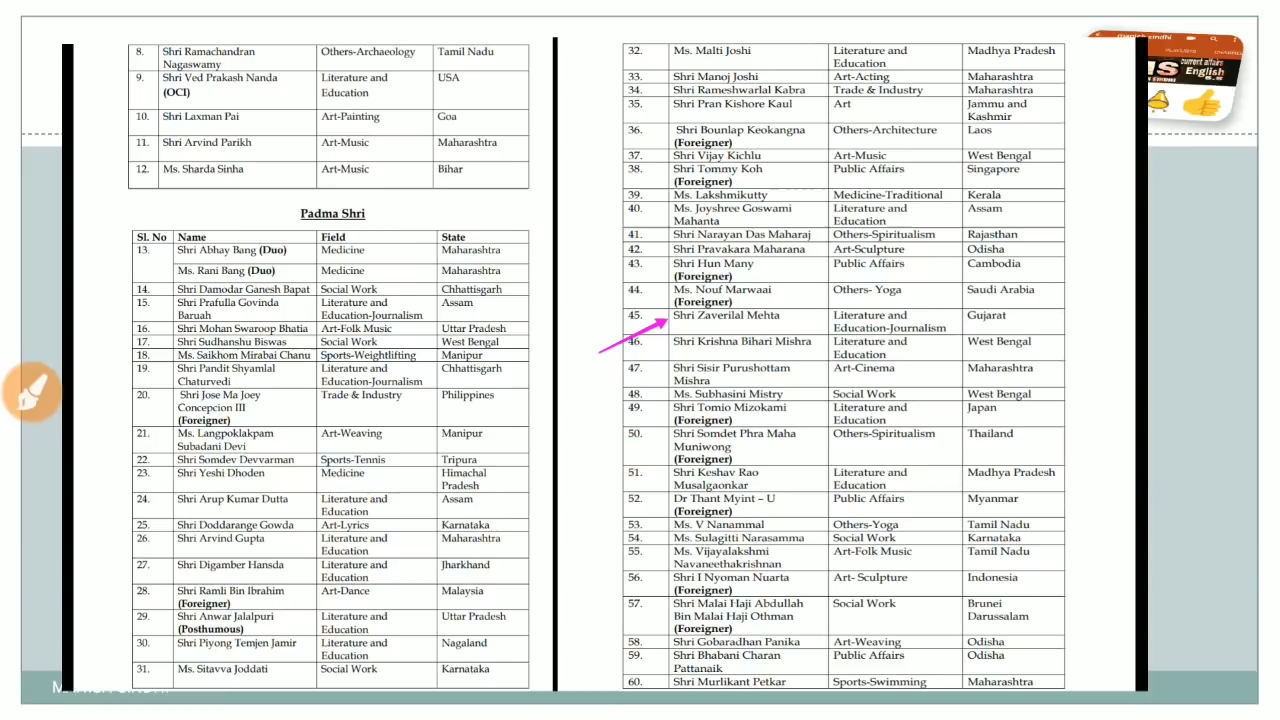 8. Shri Ramachandran Others-Archaeology Tamil Nadu
Nagaswamy
9. Shri Ved Prakash Nanda Literature and USA
(OCI) Education
10. Shri Laxman Pai Art-Painting Goa
11. Shri Arvind Parikh Art-Music Maharashtra
12. Ms. Sharda Sinha Art-Music Bihar
Padma Shri
Sl. No Name Field State
13. Shri Abhay Bang (Duo) Medicine Maharashtra
Ms. Rani Bang (Duo) Medicine Maharashtra
14. Shri Damodar Ganesh Bapat Social Work Chhattisgarh
15. Shri Prafulla Govinda Literature and Assam
Baruah Education-Journalism
16. Shri Mohan Swaroop Bhatia Art-Folk Music Uttar Pradesh
17. Shri Sudhanshu Biswas Social Work West Bengal
18. Ms. Saikhom Mirabai Chanu Sports-Weightlifting Manipur
19. Shri Pandit Shyamlal Literature and Chhattisgarh
Chaturvedi Education-Journalism
20. Shri Jose Ma Joey Trade & Industry Philippines
Concepcion III
(Foreigner)
21. Ms. Langpoklakpam Art-Weaving Manipur
Subadani Devi
22. Shri Somdev Devvarman Sports-Tennis Tripura
23. Shri Yeshi Dhoden Medicine Himachal
Pradesh
24. Shri Arup Kumar Dutta Literature and Assam
Education
25. Shri Doddarange Gowda Art-Lyrics Karnataka
26. Shri Arvind Gupta Literature and Maharashtra
Education
27. Shri Digamber Hansda Literature and Jharkhand
Education
28. Shri Ramli Bin Ibrahim Art-Dance Malaysia
(Foreigner)
29. Shri Anwar Jalalpuri Literature and Uttar Pradesh
(Posthumous) Education
30. Shri Piyong Temjen Jamir Literature and Nagaland
Education
31. Ms. Sitavva Joddati Social Work Karnataka
32. Ms. Malti Joshi Literature and Madhya Pradesh
Education
33. Shri Manoj Joshi Art-Acting Maharashtra
34. Shri Rameshwarlal Kabra Trade & Industry Maharashtra
35. Shri Pran Kishore Kaul Art Jammu and
Kashmir
36. Shri Bounlap Keokangna Others-Architecture Laos
(Foreigner)
37. Shri Vijay Kichlu Art-Music West Bengal
38. Shri Tommy Koh Public Affairs Singapore
(Foreigner)
39. Ms. Lakshmikutty Medicine-Traditional Kerala
40. Ms. Joyshree Goswami Literature and Assam
Mahanta Education
41. Shri Narayan Das Maharaj Others-Spiritualism Rajasthan
42. Shri Pravakara Maharana Art-Sculpture Odisha
43. Shri Hun Many Public Affairs Cambodia
(Foreigner)
44. Ms. Nouf Marwaai Others- Yoga Saudi Arabia
(Foreigner)
45. Shri Zaverilal Mehta Literature and Gujarat
Education-Journalism
46. Shri Krishna Bihari Mishra Literature and West Bengal
Education
47. Shri Sisir Purushottam Art-Cinema Maharashtra
Mishra
48. Ms. Subhasini Mistry Social Work West Bengal
49. Shri Tomio Mizokami Literature and Japan
(Foreigner) Education
50. Shri Somdet Phra Maha Others-Spiritualism Thailand
Muniwong
(Foreigner)
51. Shri Keshav Rao Literature and Madhya Pradesh
Musalgaonkar Education
52. Dr Thant Myint – U Public Affairs Myanmar
(Foreigner)
53. Ms. V Nanammal Others-Yoga Tamil Nadu
54. Ms. Sulagitti Narasamma Social Work Karnataka
55. Ms. Vijayalakshmi Art-Folk Music Tamil Nadu
Navaneethakrishnan
56. Shri I Nyoman Nuarta Art- Sculpture Indonesia
(Foreigner)
57. Shri Malai Haji Abdullah Social Work Brunei
Bin Malai Haji Othman Darussalam
(Foreigner)
58. Shri Gobaradhan Panika Art-Weaving Odisha
59. Shri Bhabani Charan Public Affairs Odisha
Pattanaik
60. Shri Murlikant Petkar Sports-Swimming Maharashtra
current affairs
English